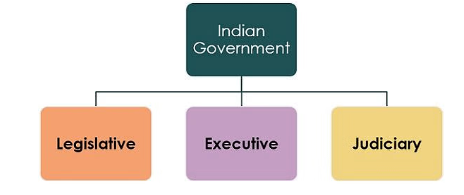 Indian
Government
Legislative
Executive
Judiciary